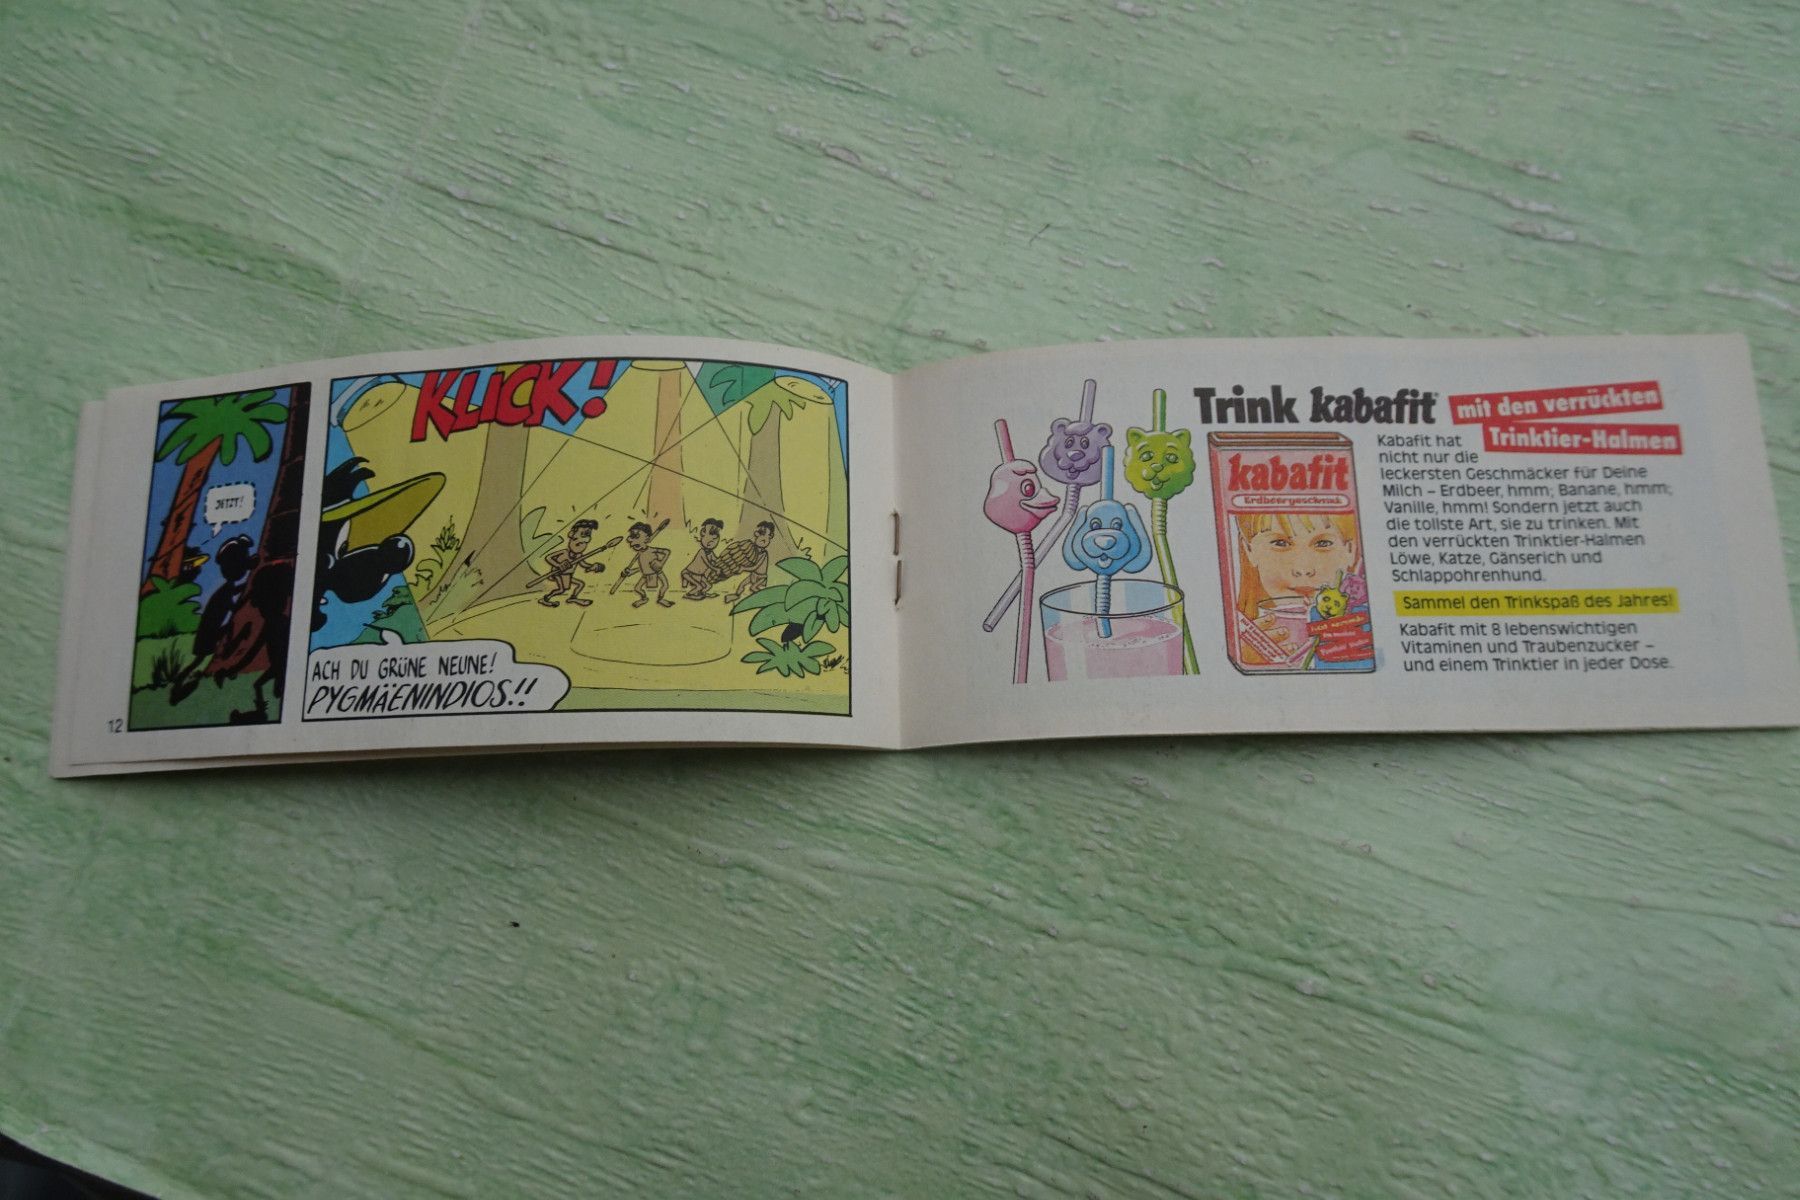 JETZT!
KLICK!
ACH DU GRÜNE NEUNE!
PYGMÄENINDIOS!!
12
Trink kabafit
mit den verrückten
Trinktier-Halmen
kabafit
Erdbeergeschmack
Kabafit hat
nicht nur die
leckersten Geschmäcker für Deine
Milch – Erdbeer, hmm; Banane, hmm;
Vanille, hmm! Sondern jetzt auch
die tollste Art, sie zu trinken. Mit
den verrückten Trinktier-Halmen
Löwe, Katze, Gänserich und
Schlappohrenhund.
Sammel den Trinkspaß des Jahres!
Kabafit mit 8 lebenswichtigen
Vitaminen und Traubenzucker –
und einem Trinktier in jeder Dose.